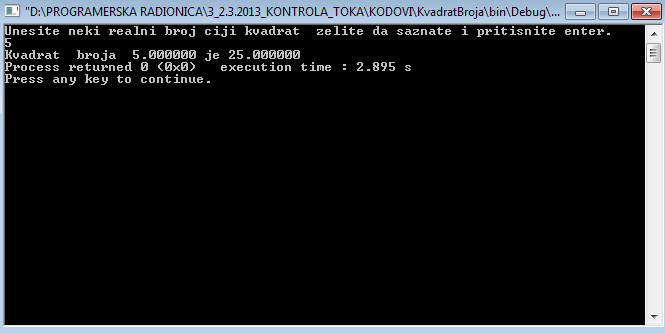 "D:\PROGRAMERSKA RADIONICA\3_2.3.2013_KONTROLA_TOKA\KODOVI\KvadratBroja\bin\Debug\...
Unesite neki realni broj ciji kvadrat  zelite da saznate i pritisnite enter.
5
Kvadrat  broja  5.000000 je 25.000000
Process returned 0 (0x0)   execution time : 2.895 s
Press any key to continue.